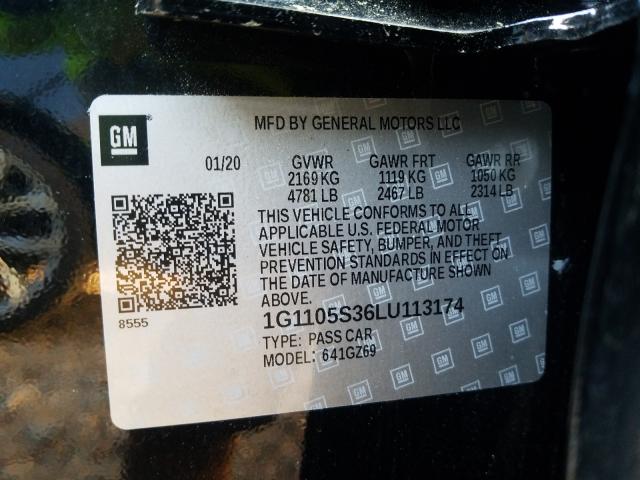 GM
MFD BY GENERAL MOTORS LLC
01/20 GVWR GAWR FRT GAWR RR
2169 KG 1119 KG 1050 KG
4781 LB 2467 LB 2314 LB
THIS VEHICLE CONFORMS TO ALL
APPLICABLE U.S. FEDERAL MOTOR
VEHICLE SAFETY, BUMPER, AND THEFT
PREVENTION STANDARDS IN EFFECT ON
THE DATE OF MANUFACTURE SHOWN
ABOVE.
8555
1G1105S36LU113174
TYPE: PASS CAR
MODEL: 641GZ69